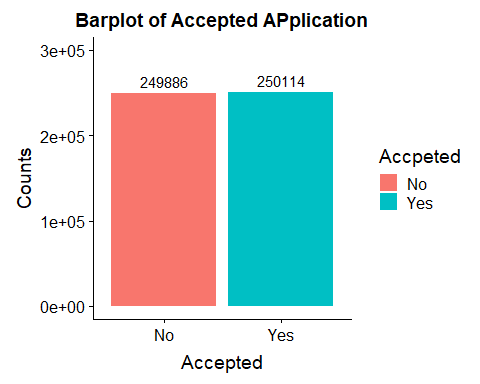 Barplot of Accepted APplication
3e+05
2e+05
1e+05
0e+00
Counts
249886
250114
No
Yes
Accepted
Accpeted
No
Yes